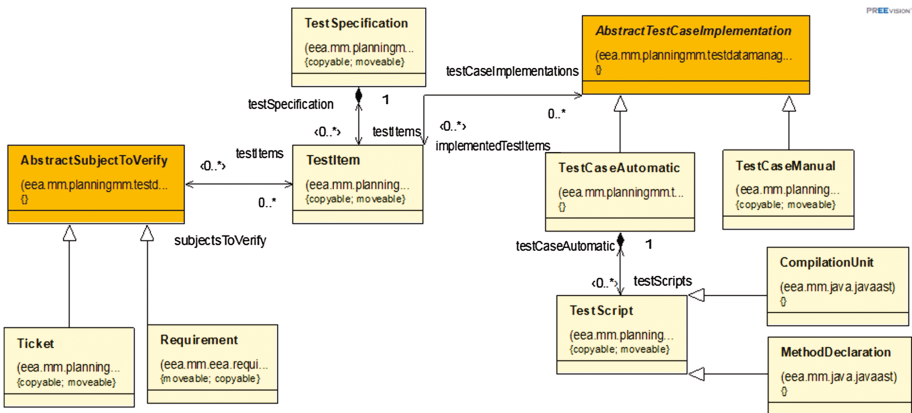 PREEVISION
TestSpecification
(eea.mm.planningm...
{copyable; moveable}
AbstractTestCaseImplementation
(eea.mm.planningmm.testdatamanag...
{}
testCaseImplementations
testSpecification
1
0..*
‹0..*›
testItems
‹0..*›
implementedTestItems
AbstractSubjectToVerify
(eea.mm.planningmm.testd...
{}
testItems
‹0..*›
0..*
subjectsToVerify
TestItem
(eea.mm.planning...
{copyable; moveable}
TestCaseAutomatic
(eea.mm.planningmm.t...
{}
TestCaseManual
(eea.mm.planning...
{copyable; moveable}
testCaseAutomatic
1
‹0..*›
testScripts
CompilationUnit
(eea.mm.java.javaast)
{}
TestScript
(eea.mm.planning...
{copyable; moveable}
Ticket
(eea.mm.planning...
{copyable; moveable}
Requirement
(eea.mm.eea.requi...
{moveable; copyable}
MethodDeclaration
(eea.mm.java.javaast)
{}